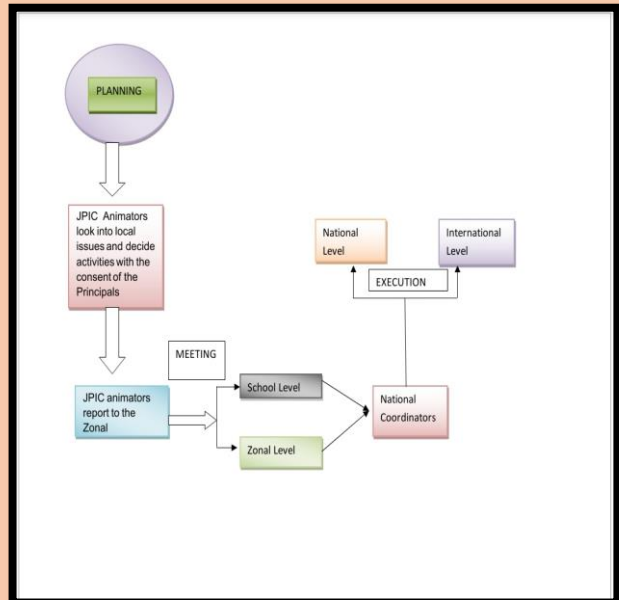 PLANNING
JPIC Animators
look into local
issues and decide
activities with the
consent of the
Principals
JPIC animators
report to the
Zonal
MEETING
School Level
Zonal Level
National
Coordinators
EXECUTION
National
Level
International
Level